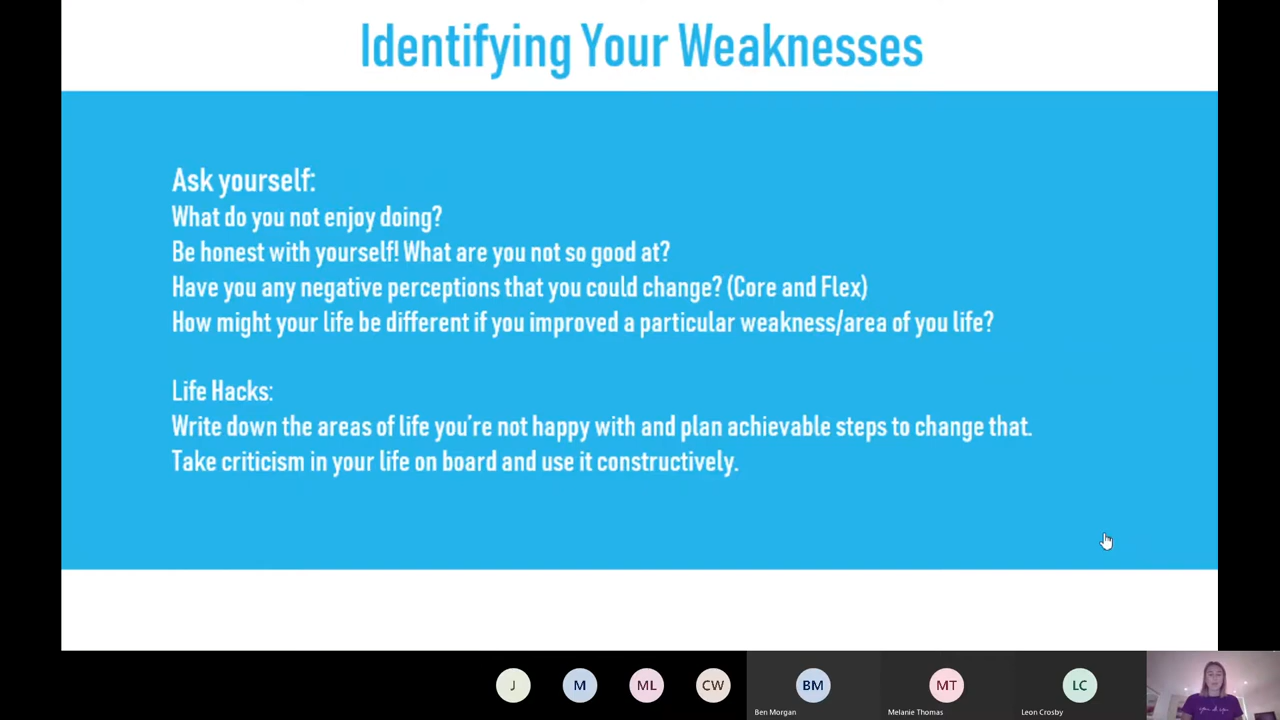 Identifying Your Weaknesses
Ask yourself:
What do you not enjoy doing?
Be honest with yourself! What are you not so good at?
Have you any negative perceptions that you could change? (Core and Flex)
How might your life be different if you improved a particular weakness/area of you life?
Life Hacks:
Write down the areas of life you're not happy with and plan achievable steps to change that.
Take criticism in your life on board and use it constructively.
J
M
ML
CW
BM
MT
LC
Ben Morgan
Melanie Thomas
Leon Crosby